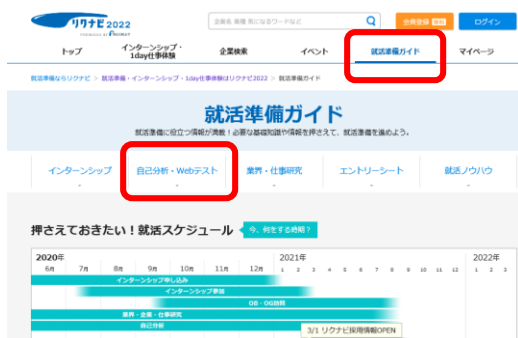 リクナビ2022
PRODUCED BY RECRUIT
企業名 業種 気になるワードなど
会員登録 無料
ログイン
トップ
インターンシップ・
1day仕事体験
企業検索
イベント
就活準備ガイド
マイページ
就活準備ならリクナビ > 就活準備・インターンシップ・1day仕事体験はリクナビ2022 > 就活準備ガイド
就活準備ガイド
就活準備に役立つ情報が満載！必要な基礎知識や情報を押さえて、就活準備を進めよう。
インターンシップ
自己分析・Webテスト
業界・仕事研究
エントリーシート
就活ノウハウ
押さえておきたい！就活スケジュール
今、何をする時期？
2020年 2021年 2022年
6月 7月 8月 9月 10月 11月 12月 1 2 3 4 5 6 7 8 9 10 11 12 1 2 3
インターンシップ申し込み
インターンシップ参加
OB・OG訪問
業界・企業・仕事研究
自己分析
3/1 リクナビ採用情報OPEN